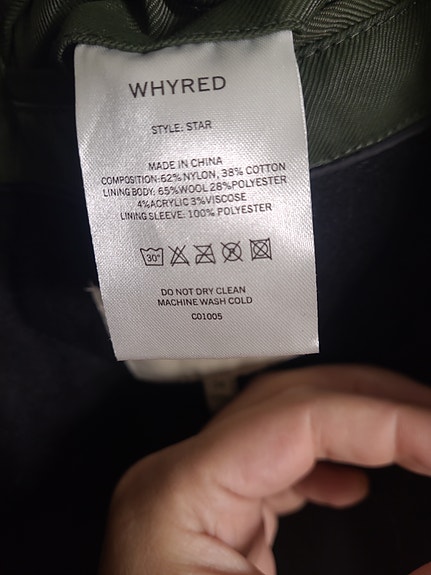 WHYRED
STYLE: STAR
MADE IN CHINA
COMPOSITION:62% NYLON, 38% COTTON
LINING BODY: 65%WOOL 28%POLYESTER
4%ACRYLIC 3%VISCOSE
LINING SLEEVE: 100% POLYESTER
30°
DO NOT DRY CLEAN
MACHINE WASH COLD
C01005